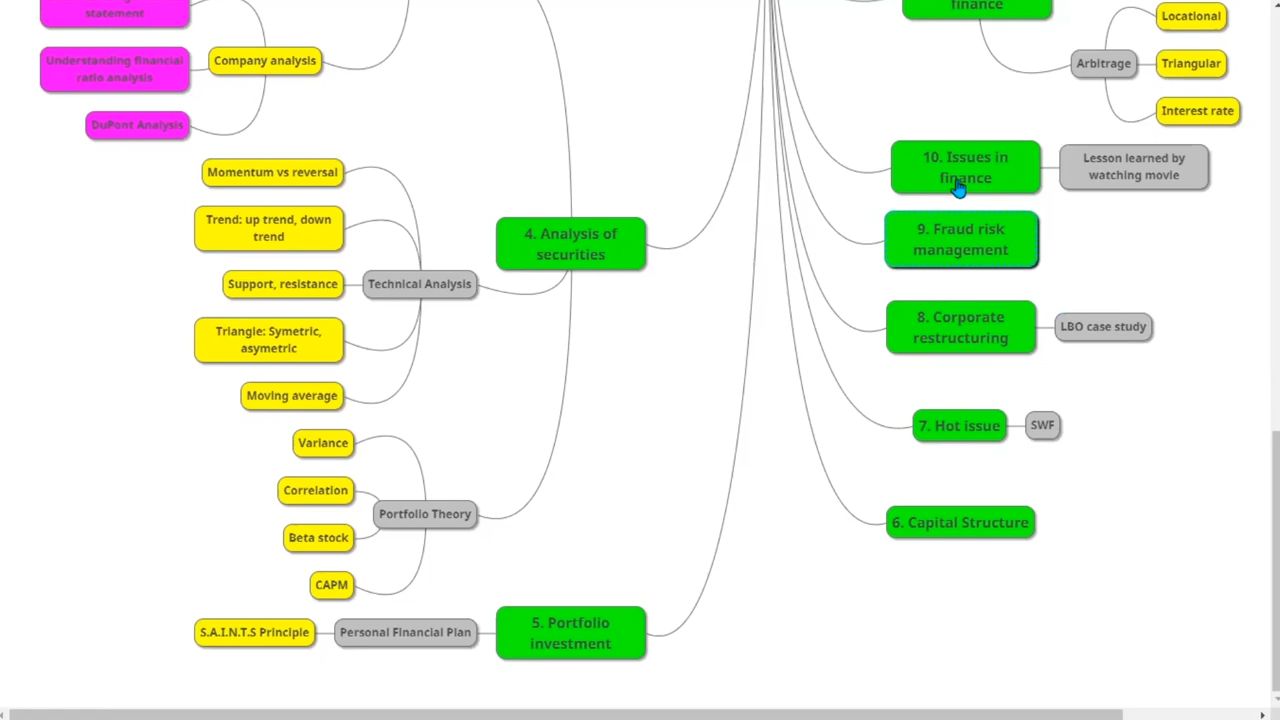 statement
Understanding financial
ratio analysis
DuPont Analysis
Company analysis
Momentum vs reversal
Trend: up trend, down
trend
Support, resistance
Triangle: Symetric,
asymetric
Moving average
Technical Analysis
Variance
Correlation
Beta stock
CAPM
Portfolio Theory
4. Analysis of
securities
S.A.I.N.T.S Principle
Personal Financial Plan
5. Portfolio
investment
finance
Arbitrage
Locational
Triangular
Interest rate
10. Issues in
finance
Lesson learned by
watching movie
9. Fraud risk
management
8. Corporate
restructuring
LBO case study
7. Hot issue
SWF
6. Capital Structure